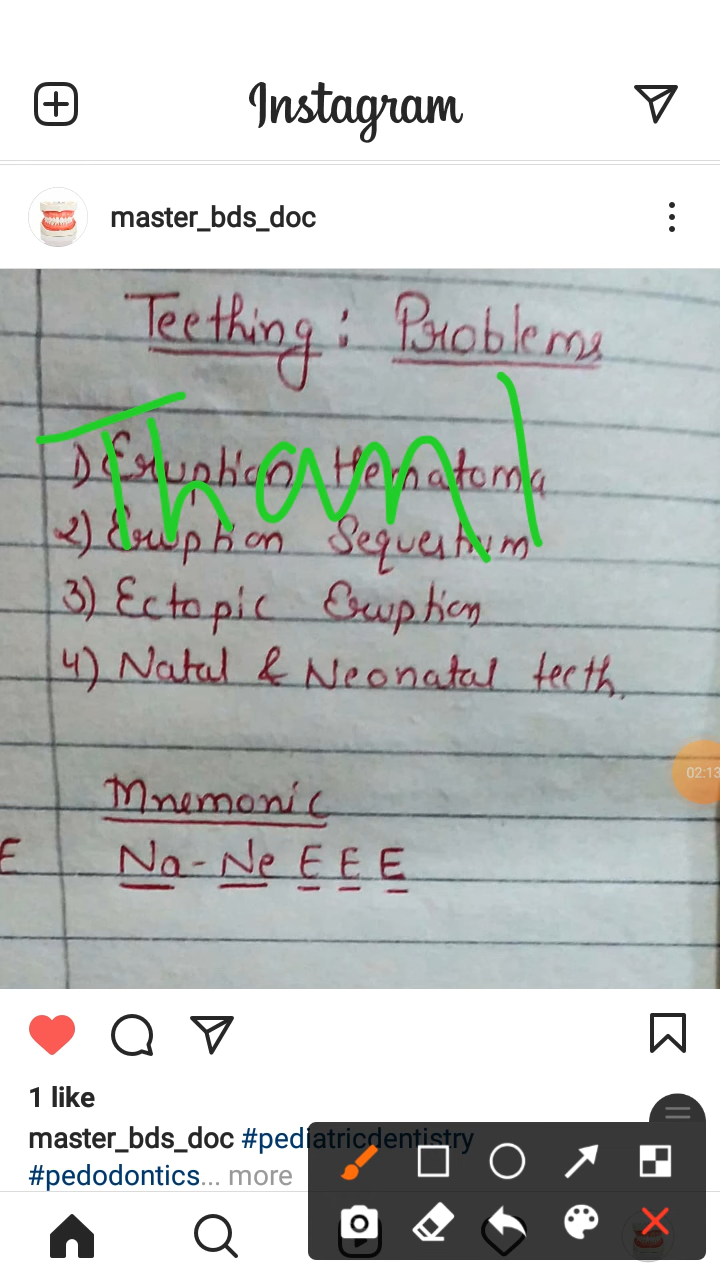 Instagram
master_bds_doc
Teething : Problems
1) Eruption Hematoma
2) Eruption Sequestrum
3) Ectopic Eruption
4) Natal & Neonatal teeth.
02:13
Mnemonic
E Na-Ne E E E
1 like
master_bds_doc #pediatricdentistry
#pedodontics... more